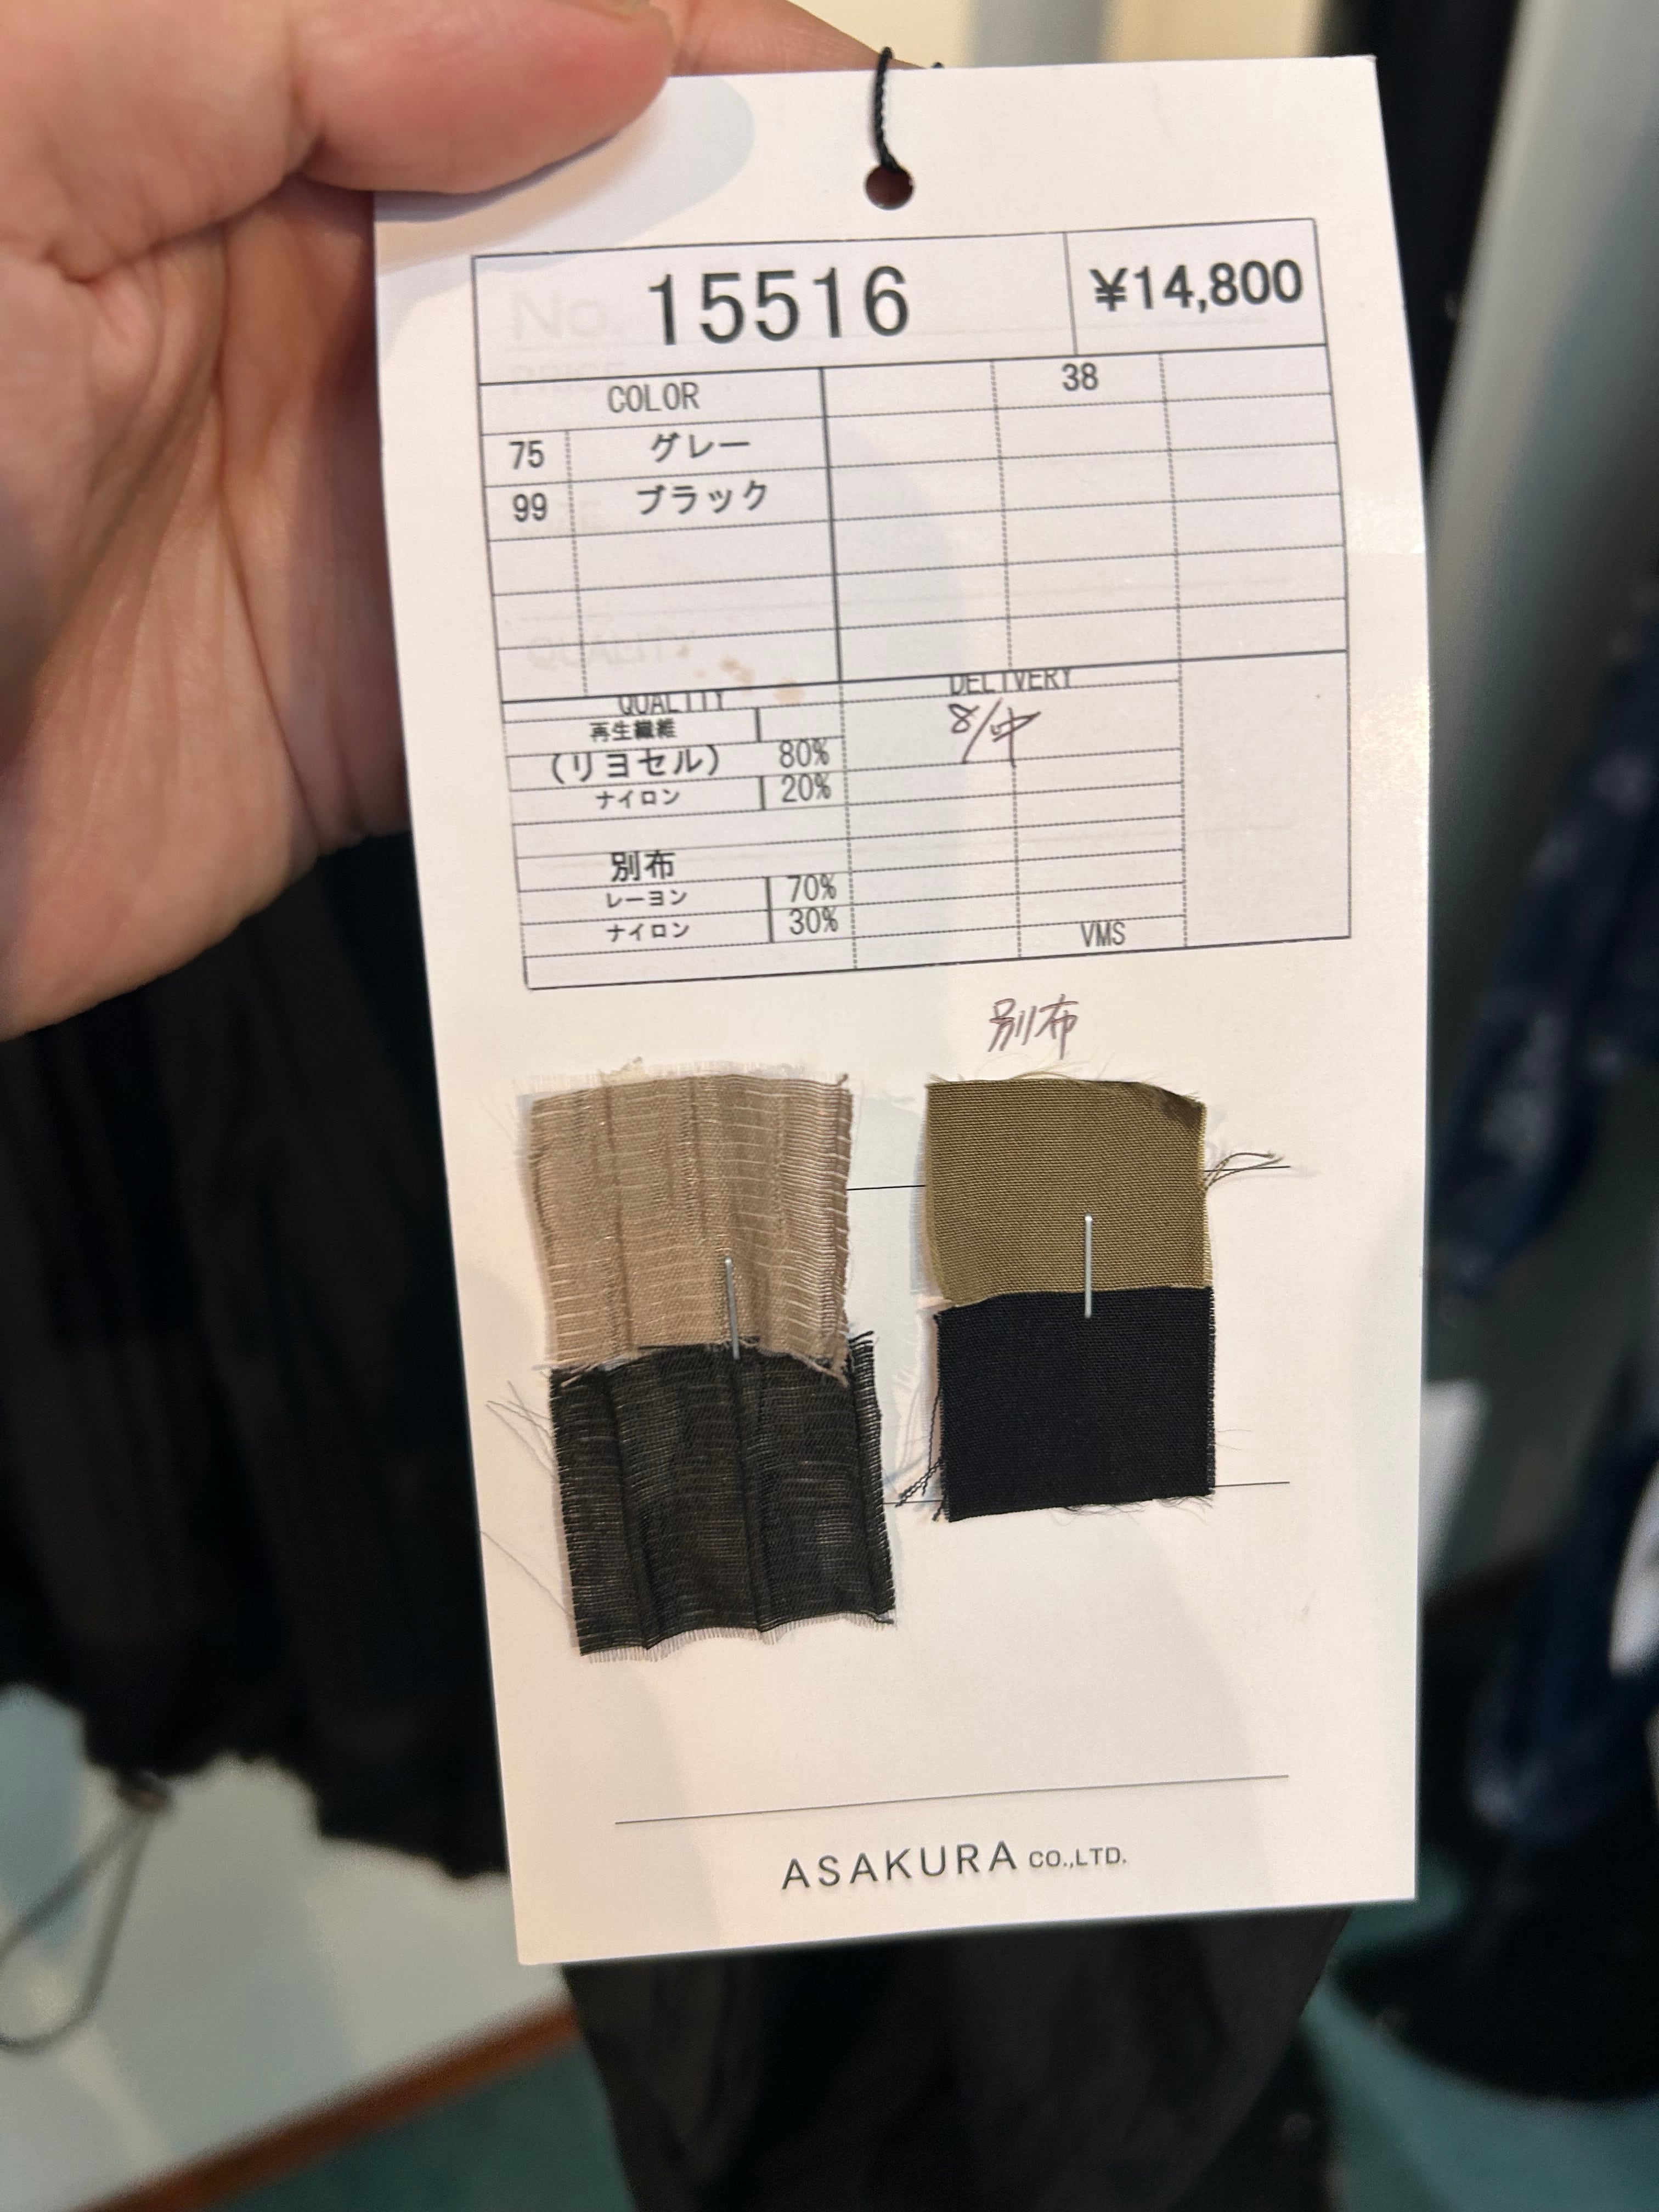 No. 15516 ¥14,800
COLOR 38
75 グレー
99 ブラック
QUALITY DELIVERY
再生繊維 8/中
(リヨセル) 80%
ナイロン 20%
別布
レーヨン 70%
ナイロン 30%
VMS
別布
ASAKURA CO.,LTD.